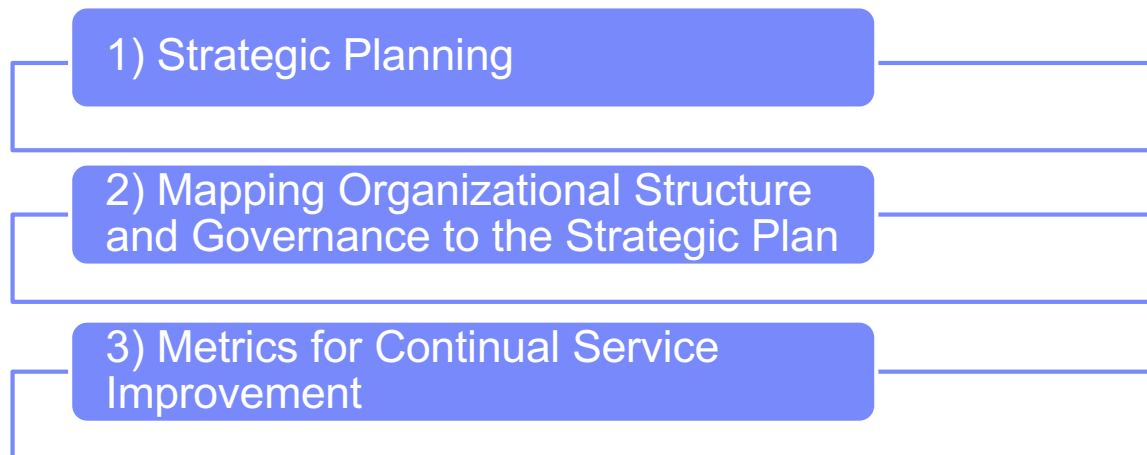 1) Strategic Planning
2) Mapping Organizational Structure
and Governance to the Strategic Plan
3) Metrics for Continual Service
Improvement